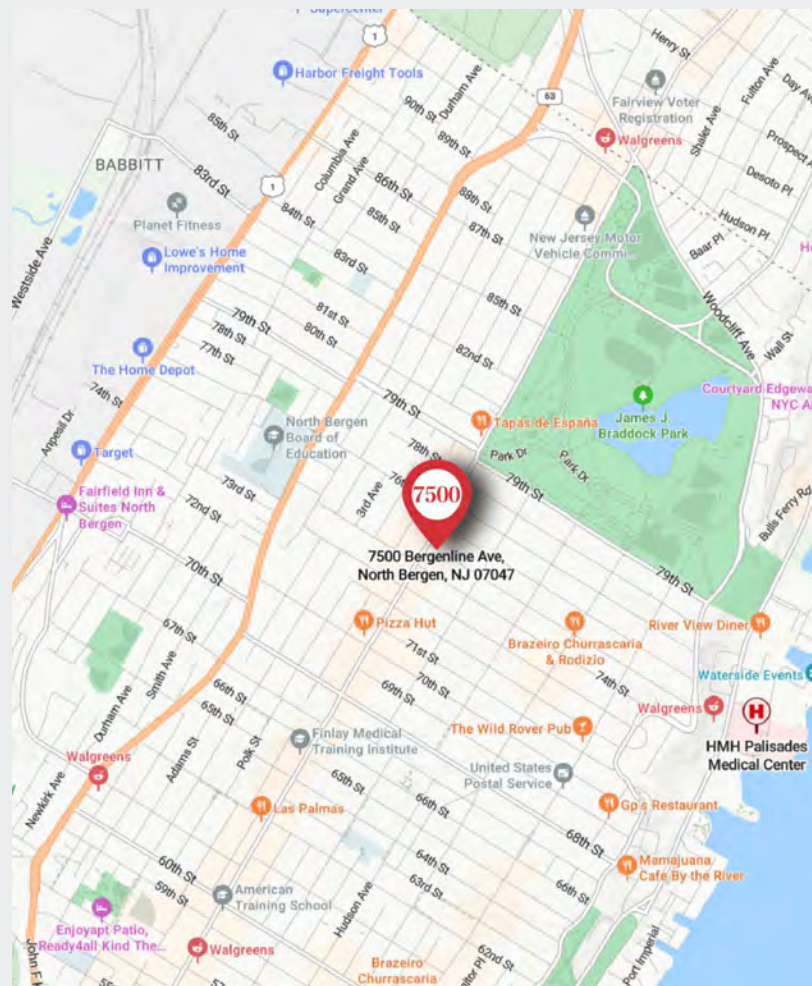 Supercenter
1
Henry St
Harbor Freight Tools
Durham Ave
Fulton Ave
Day Av
63
Fairview Voter
Registration
90th St
Shaler Ave
85th St
89th St
Walgreens
Prospect A
Columbia Ave
Grand Ave
BABBITT
83rd St
86th St
Desoto Pl
1
88th St
Planet Fitness
84th St
85th St
87th St
New Jersey Motor
Vehicle Commi...
Hudson Pl
Baar Pl
Westside Ave
Lowe's Home
Improvement
83rd St
H
85th St
Woodcliff Ave
81st St
79th St
80th St
78th St
77th St
82nd St
Wall St
The Home Depot
74th St
79th St
Courtyard Edgewa
NYC A
James J.
Braddock Park
Anpesil Dr
North Bergen
Board of
Education
Tapas de España
Target
78th St
Park Dr
Park Dr
73rd St
3rd Ave
76t
7500
79th St
Bulls Ferry Rd
Fairfield Inn &
Suites North
Bergen
72nd St
7500 Bergenline Ave,
North Bergen, NJ 07047
70th St
79th St
Pizza Hut
Brazeiro Churrascaria
& Rodizio
River View Diner
67th St
71st St
74th St
Smith Ave
70th St
Waterside Events
66th St
69th St
Durham Ave
65th St
Walgreens
H
The Wild Rover Pub
HMH Palisades
Medical Center
Finlay Medical
Training Institute
Polk St
Adams St
Walgreens
United States
Postal Service
65th St
Newkirk Ave
Las Palmas
66th St
Gp's Restaurant
68th St
60th St
64th St
Mamajuana
Cafe By the River
59th St
63rd St
66th St
American
Training School
Hudson Ave
Enjoyapt Patio,
Ready4all Kind The...
Walgreens
62nd St
Port Imperial
John F K
Brazeiro
Churrascaria